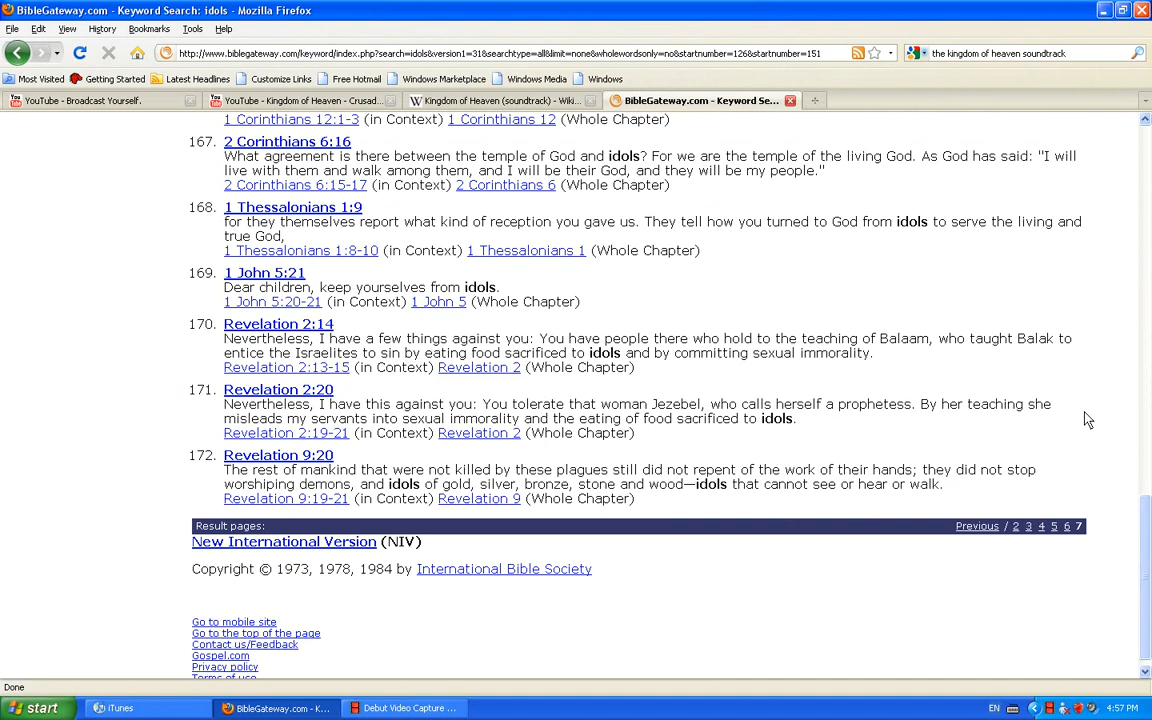 BibleGateway.com - Keyword Search: idols - Mozilla Firefox
File Edit View History Bookmarks Tools Help
http://www.biblegateway.com/keyword/index.php?search=idols&version1=31&searchtype=all&limit=none&wholewordsonly=no&startnumber=126&startnumber=151
the kingdom of heaven soundtrack
Most Visited Getting Started Latest Headlines Customize Links Free Hotmail Windows Marketplace Windows Media Windows
YouTube - Broadcast Yourself. YouTube - Kingdom of Heaven - Crusad... Kingdom of Heaven (soundtrack) - Wiki... BibleGateway.com - Keyword Se...
1 Corinthians 12:1-3 (in Context) 1 Corinthians 12 (Whole Chapter)
167. 2 Corinthians 6:16
What agreement is there between the temple of God and idols? For we are the temple of the living God. As God has said: "I will
live with them and walk among them, and I will be their God, and they will be my people."
2 Corinthians 6:15-17 (in Context) 2 Corinthians 6 (Whole Chapter)
168. 1 Thessalonians 1:9
for they themselves report what kind of reception you gave us. They tell how you turned to God from idols to serve the living and
true God,
1 Thessalonians 1:8-10 (in Context) 1 Thessalonians 1 (Whole Chapter)
169. 1 John 5:21
Dear children, keep yourselves from idols.
1 John 5:20-21 (in Context) 1 John 5 (Whole Chapter)
170. Revelation 2:14
Nevertheless, I have a few things against you: You have people there who hold to the teaching of Balaam, who taught Balak to
entice the Israelites to sin by eating food sacrificed to idols and by committing sexual immorality.
Revelation 2:13-15 (in Context) Revelation 2 (Whole Chapter)
171. Revelation 2:20
Nevertheless, I have this against you: You tolerate that woman Jezebel, who calls herself a prophetess. By her teaching she
misleads my servants into sexual immorality and the eating of food sacrificed to idols.
Revelation 2:19-21 (in Context) Revelation 2 (Whole Chapter)
172. Revelation 9:20
The rest of mankind that were not killed by these plagues still did not repent of the work of their hands; they did not stop
worshiping demons, and idols of gold, silver, bronze, stone and wood—idols that cannot see or hear or walk.
Revelation 9:19-21 (in Context) Revelation 9 (Whole Chapter)
Result pages: Previous / 2 3 4 5 6 7
New International Version (NIV)
Copyright © 1973, 1978, 1984 by International Bible Society
Go to mobile site
Go to the top of the page
Contact us/Feedback
Gospel.com
Privacy policy
Terms of use
Done
start iTunes BibleGateway.com - K... Debut Video Capture ... EN 4:57 PM